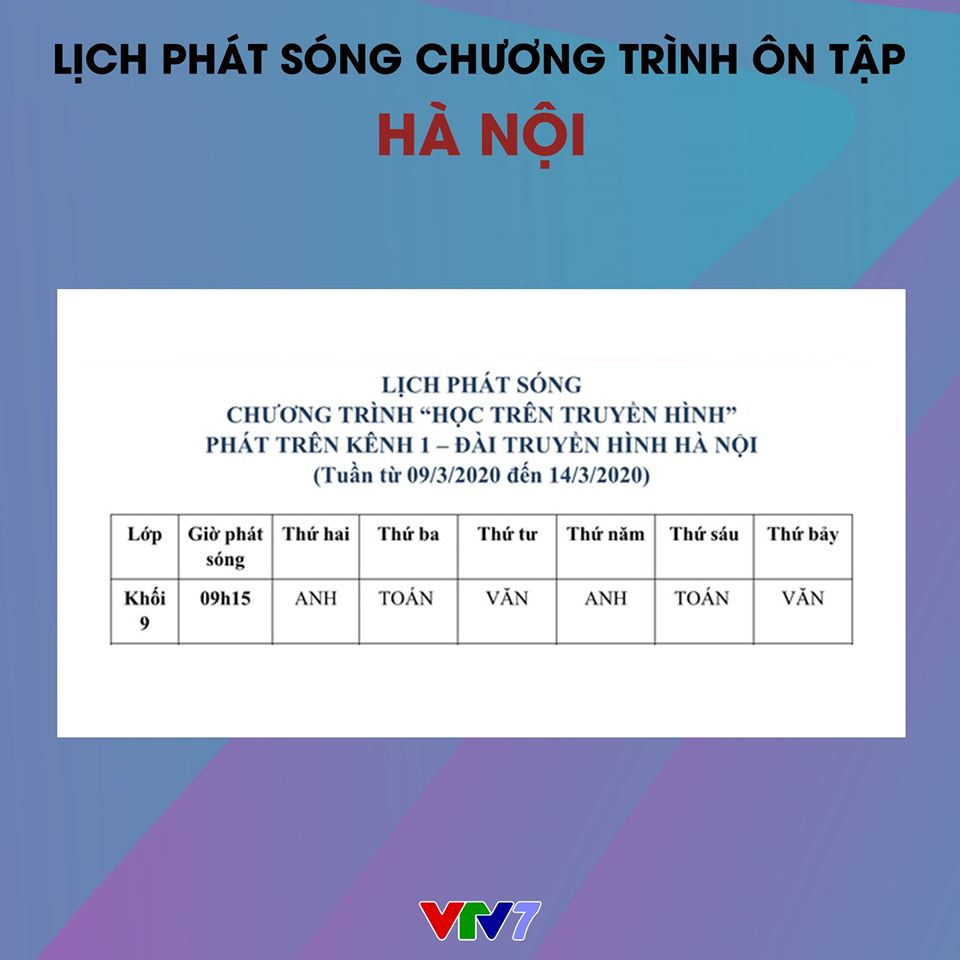 LỊCH PHÁT SÓNG CHƯƠNG TRÌNH ÔN TẬP
HÀ NỘI
LỊCH PHÁT SÓNG
CHƯƠNG TRÌNH “HỌC TRÊN TRUYỀN HÌNH”
PHÁT TRÊN KÊNH 1 – ĐÀI TRUYỀN HÌNH HÀ NỘI
(Tuần từ 09/3/2020 đến 14/3/2020)
Lớp Giờ phát sóng Thứ hai Thứ ba Thứ tư Thứ năm Thứ sáu Thứ bảy
Khối 9 09h15 ANH TOÁN VĂN ANH TOÁN VĂN
VTV7